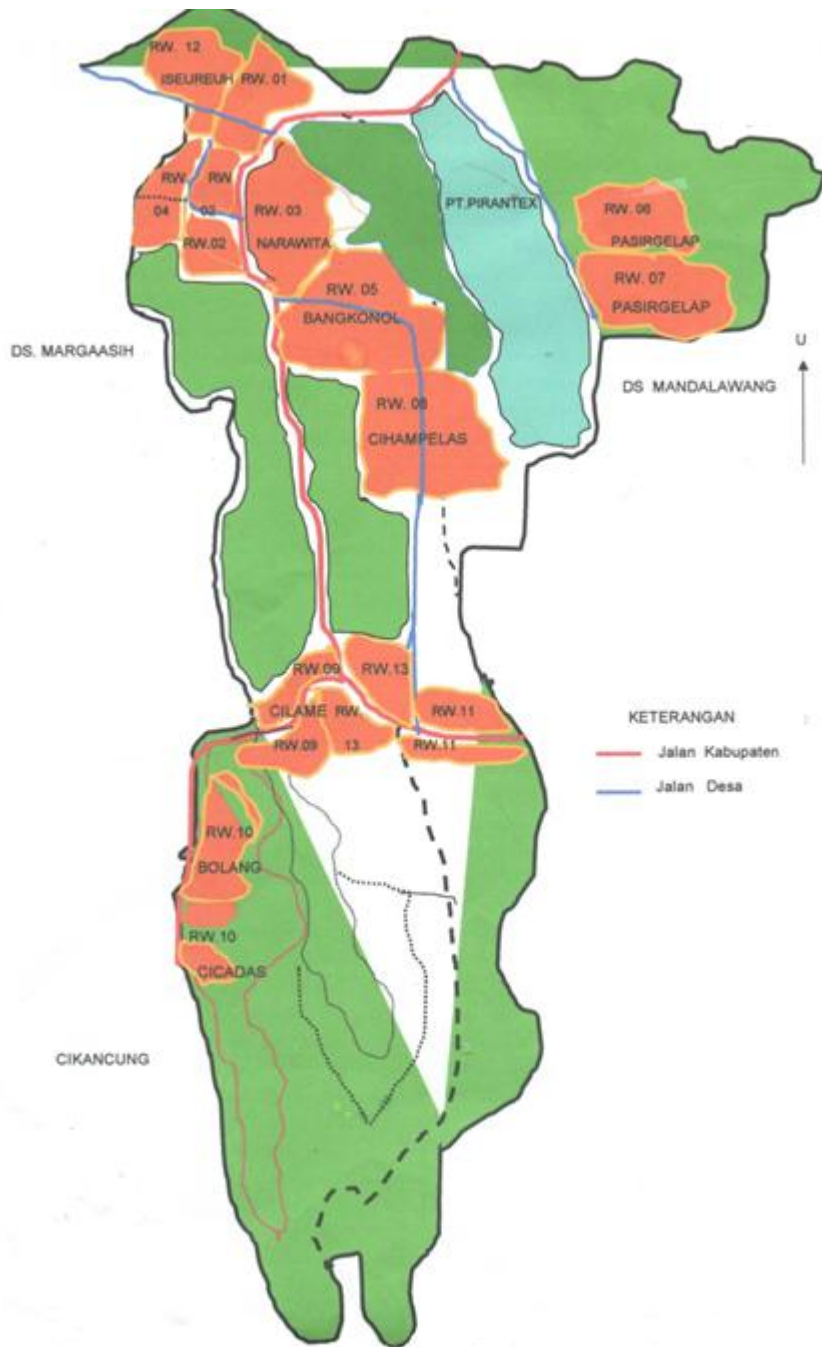 RW. 12
ISEUREUH
RW. 01
RW.
04
RW.
02
RW.02
RW. 03
NARAWITA
PT.PIRANTEX
RW. 06
PASIRGELAP
RW. 07
PASIRGELAP
RW. 05
BANGKONOL
DS. MARGAASIH
DS MANDALAWANG
U
RW. 08
CIHAMPELAS
RW.09
RW.13
CILAME
RW.
13
RW.09
RW.11
RW.11
KETERANGAN
Jalan Kabupaten
Jalan Desa
RW.10
BOLANG
RW.10
CICADAS
CIKANCUNG